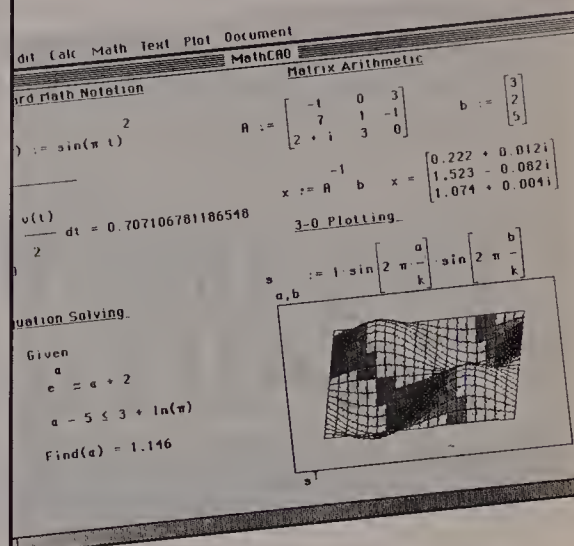 dit Calc Math Text Plot Document
MathCAD
ard Math Notation
) := sin(π t)
2
v(t)
2
dt = 0.707106781186548
uation Solving
Given
a
e ≈ a + 2
a - 5 ≤ 3 + ln(π)
Find(a) = 1.146
Matrix Arithmetic
A := [ -1 0 3
7 1 -1
2 + i 3 0 ]
b := [ 3
2
5 ]
-1
x := A b x = [ 0.222 + 0.012i
1.523 - 0.082i
1.074 + 0.004i ]
3-D Plotting
s := 1·sin[ 2 π · a
k ] · sin[ 2 π b
k ]
a,b
s